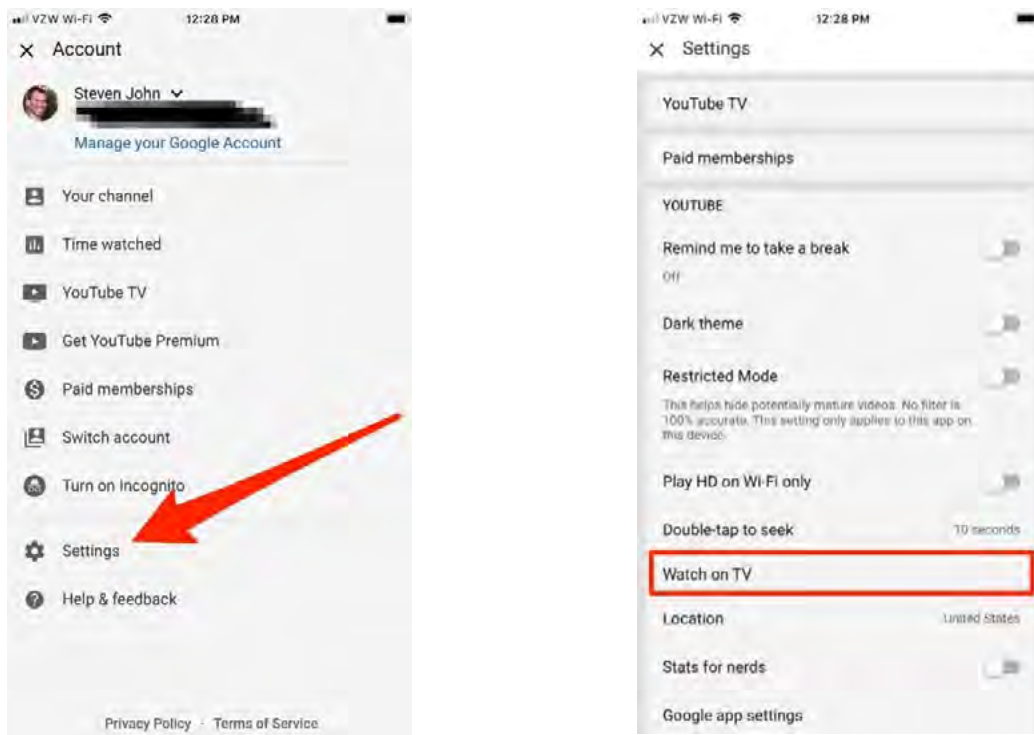 VZW Wi-Fi 12:28 PM
Account
Steven John
Manage your Google Account
Your channel
Time watched
YouTube TV
Get YouTube Premium
Paid memberships
Switch account
Turn on Incognito
Settings
Help & feedback
Privacy Policy · Terms of Service
VZW Wi-Fi 12:28 PM
Settings
YouTube TV
Paid memberships
YOUTUBE
Remind me to take a break
Off
Dark theme
Restricted Mode
This helps hide potentially mature videos. No filter is
100% accurate. This setting only applies to this app on
this device.
Play HD on Wi-Fi only
Double-tap to seek 10 seconds
Watch on TV
Location United States
Stats for nerds
Google app settings